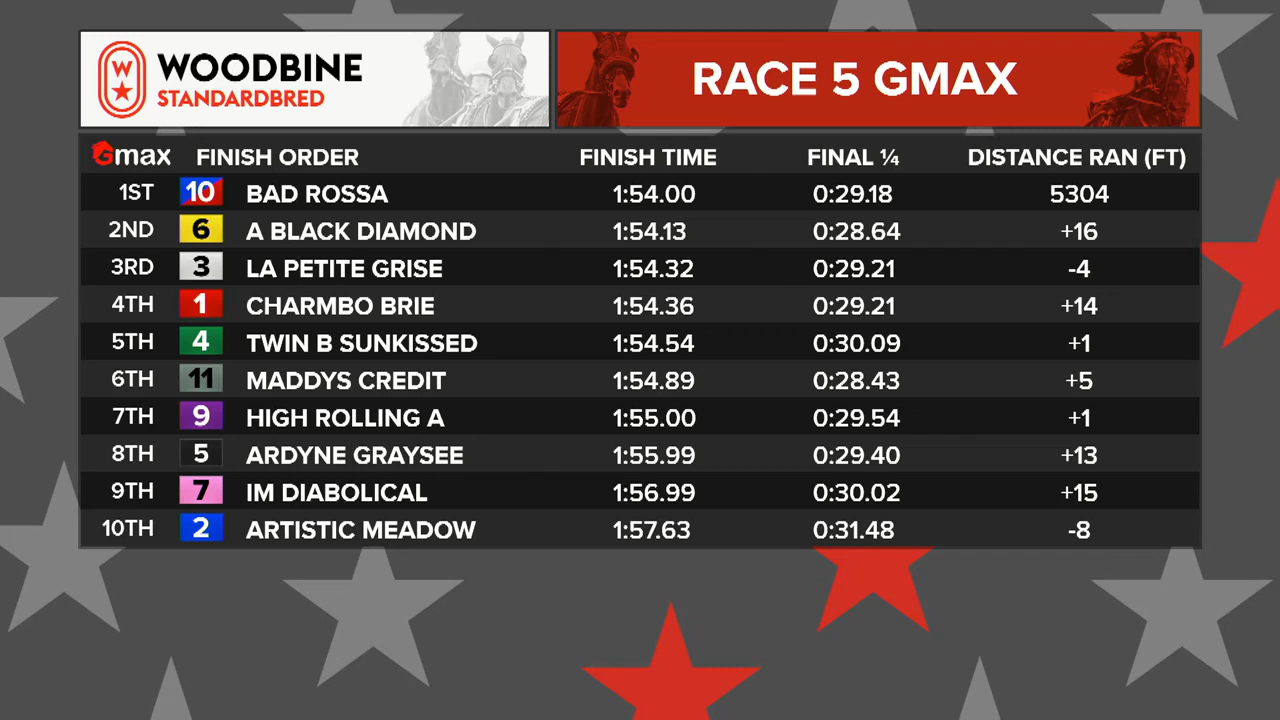 W
WOODBINE
STANDARDBRED
RACE 5 GMAX
Gmax FINISH ORDER FINISH TIME FINAL ¼ DISTANCE RAN (FT)
1ST 10 BAD ROSSA 1:54.00 0:29.18 5304
2ND 6 A BLACK DIAMOND 1:54.13 0:28.64 +16
3RD 3 LA PETITE GRISE 1:54.32 0:29.21 -4
4TH 1 CHARMBO BRIE 1:54.36 0:29.21 +14
5TH 4 TWIN B SUNKISSED 1:54.54 0:30.09 +1
6TH 11 MADDYS CREDIT 1:54.89 0:28.43 +5
7TH 9 HIGH ROLLING A 1:55.00 0:29.54 +1
8TH 5 ARDYNE GRAYSEE 1:55.99 0:29.40 +13
9TH 7 IM DIABOLICAL 1:56.99 0:30.02 +15
10TH 2 ARTISTIC MEADOW 1:57.63 0:31.48 -8